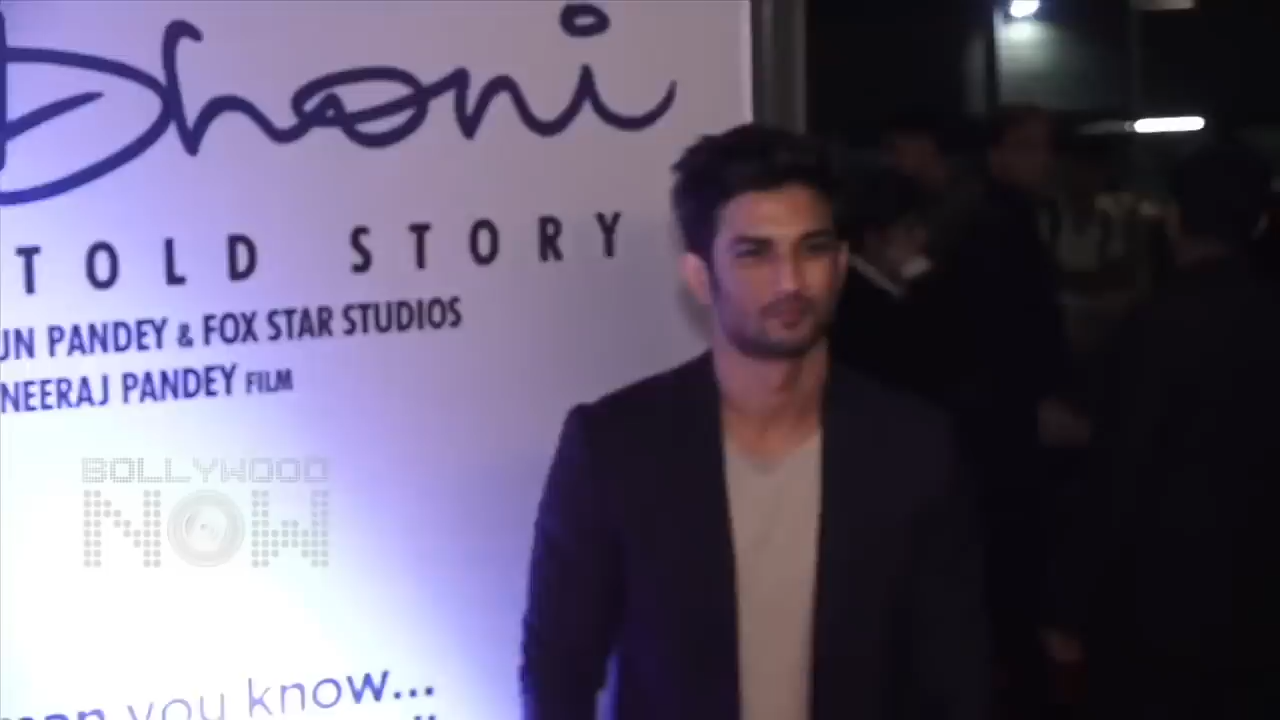 Dhoni
TOLD STORY
UN PANDEY & FOX STAR STUDIOS
NEERAJ PANDEY FILM
BOLLYWOOD
NOW
you know...